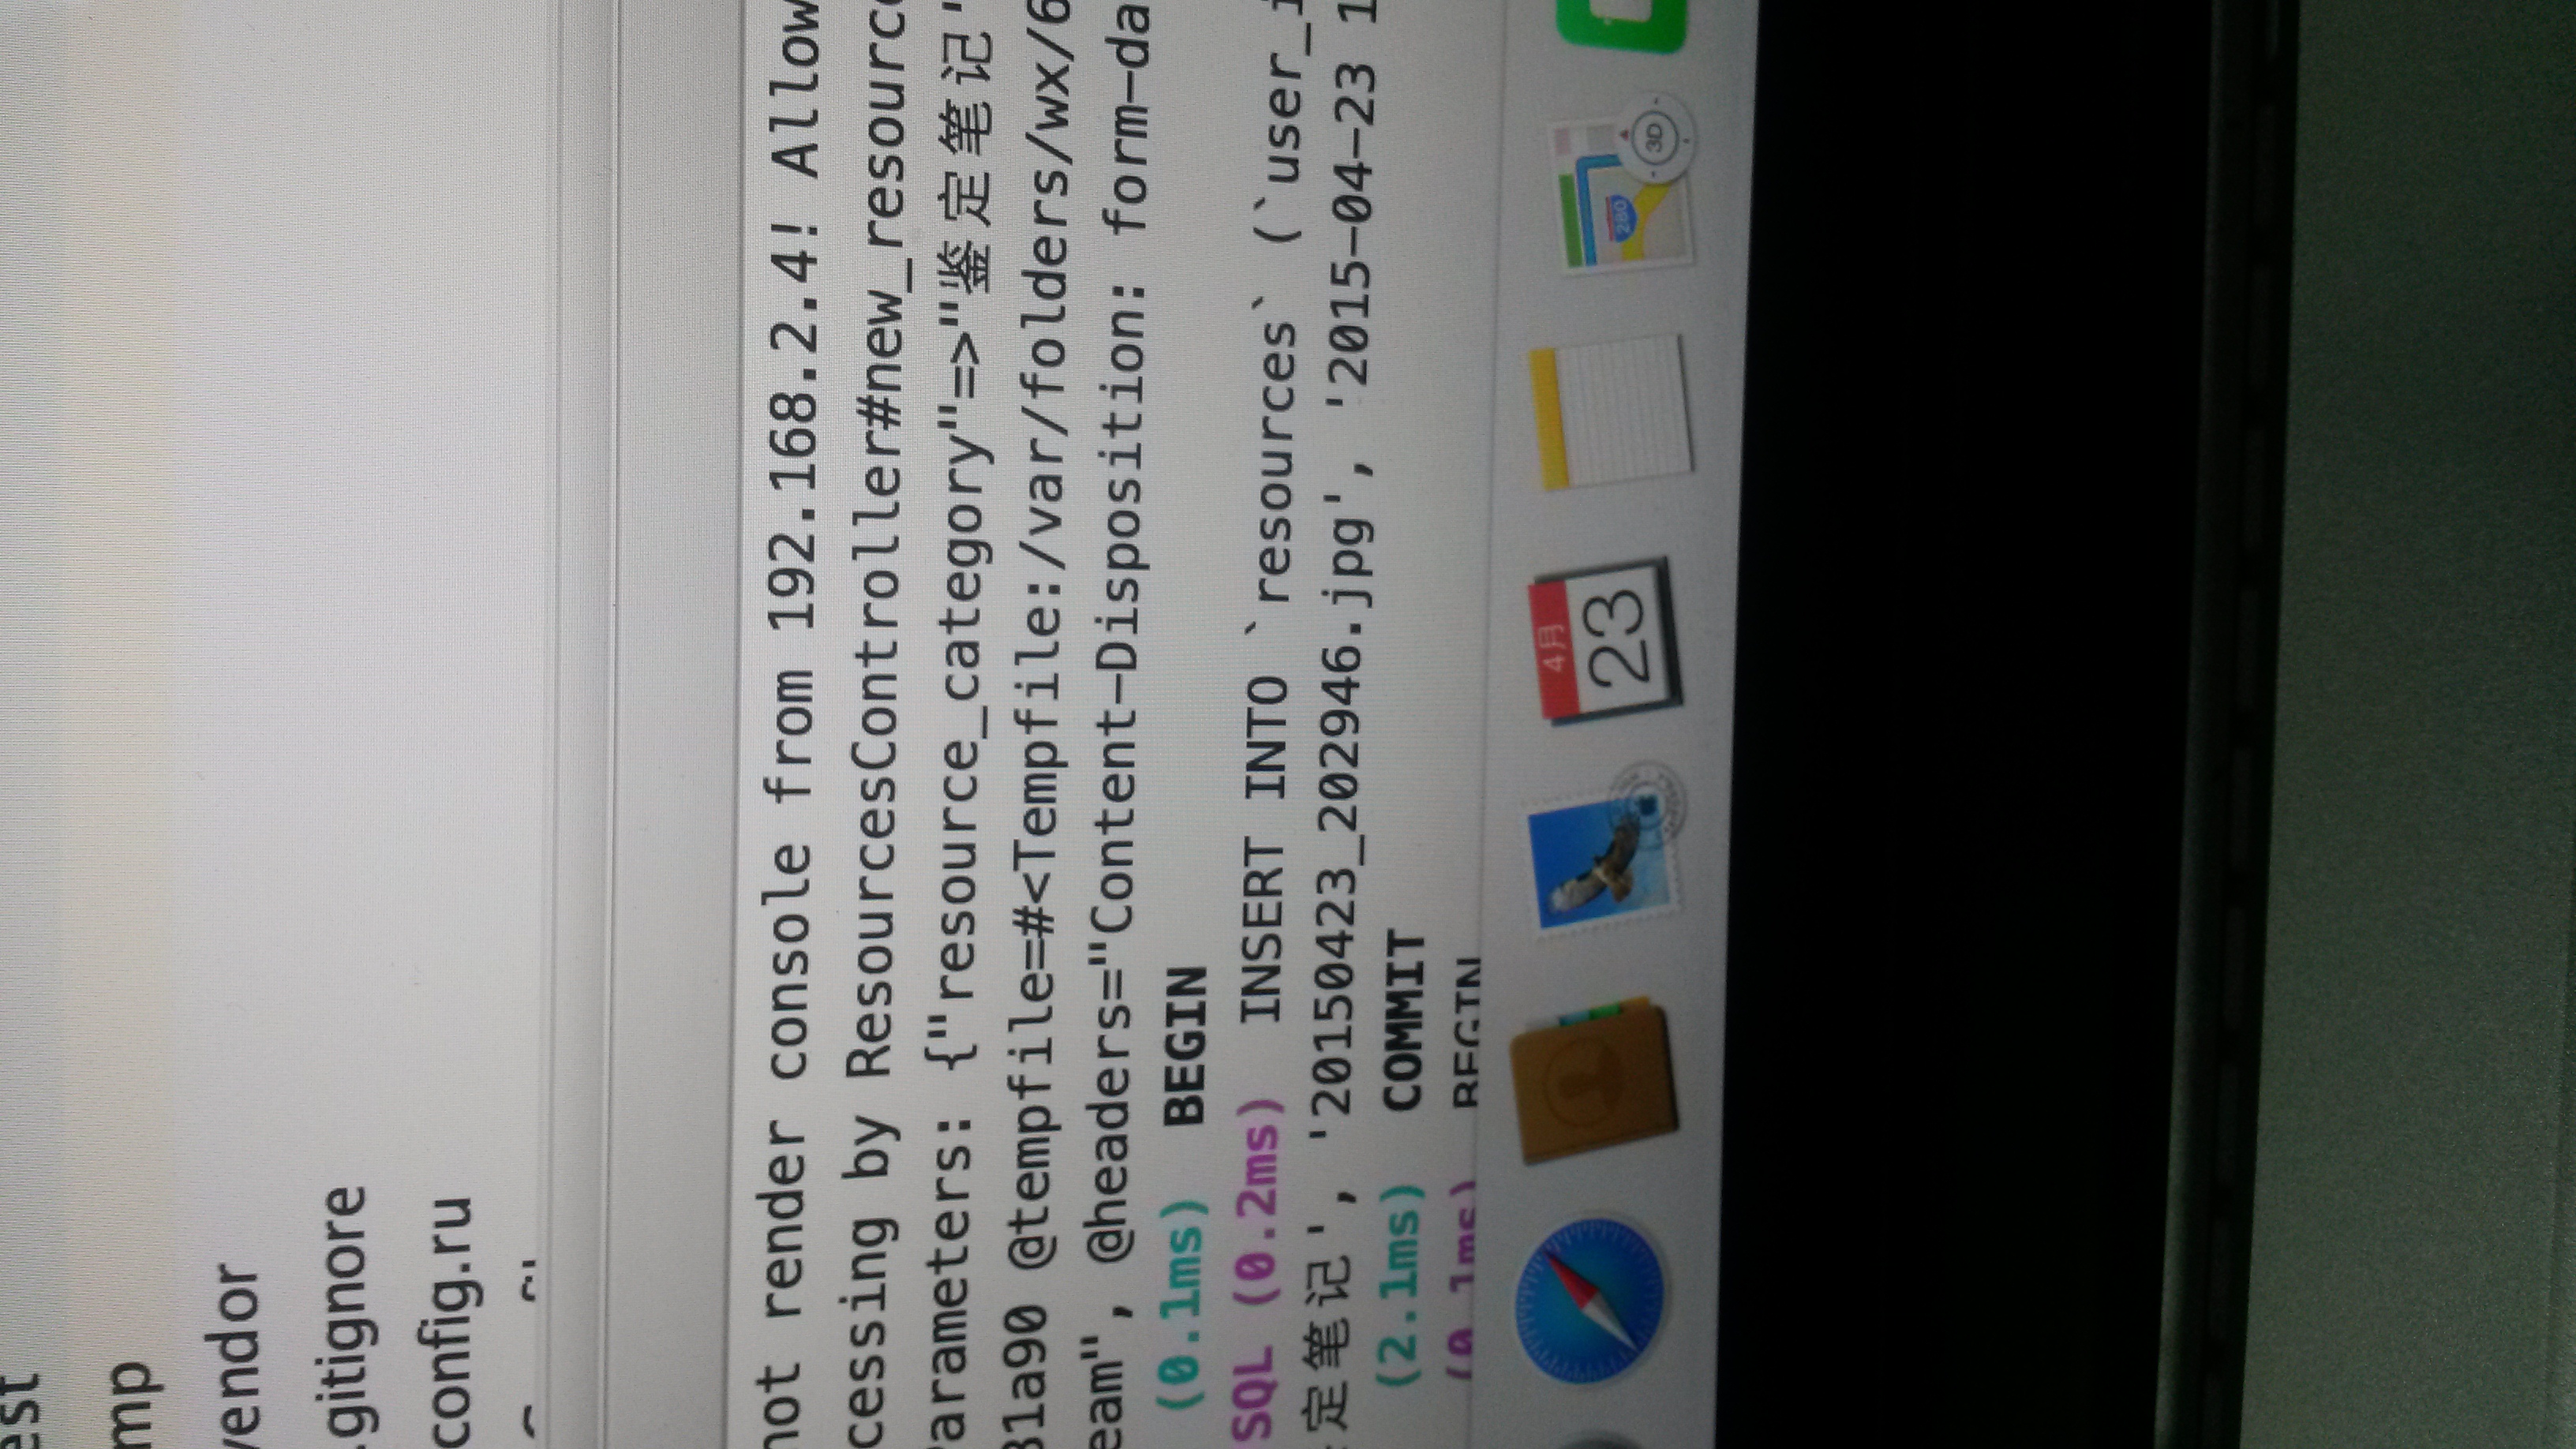 est
mp
vendor
.gitignore
config.ru
not render console from 192.168.2.4! Allow
cessing by ResourcesController#new_resourc
Parameters: {"resource_category"=>"鉴定笔记"
31a90 @tempfile=#<Tempfile:/var/folders/wx/6
eam", @headers="Content-Disposition: form-da
(0.1ms) BEGIN
SQL (0.2ms) INSERT INTO `resources` (`user_i
定笔记', '20150423_202946.jpg', '2015-04-23 1
(2.1ms) COMMIT
(0.1ms) BEGIN
4月
23
280
3D